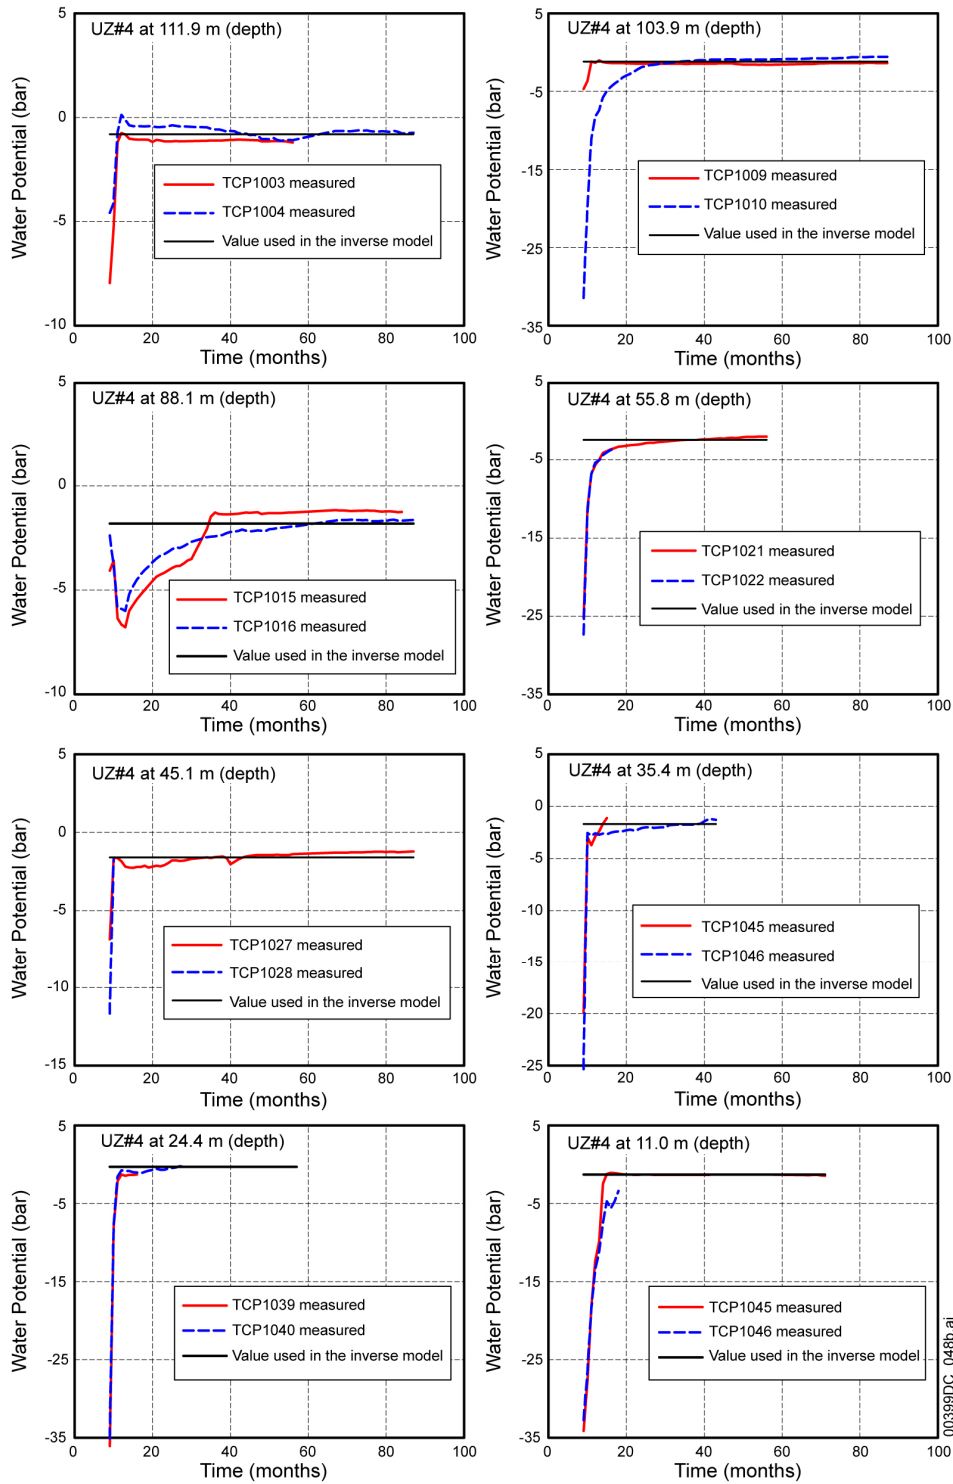 UZ#4 at 111.9 m (depth)
5
0
-5
-10
Water Potential (bar)
TCP1003 measured
TCP1004 measured
Value used in the inverse model
0 20 40 60 80 100
Time (months)
UZ#4 at 103.9 m (depth)
-5
-5
-15
-25
-35
Water Potential (bar)
TCP1009 measured
TCP1010 measured
Value used in the inverse model
0 20 40 60 80 100
Time (months)
UZ#4 at 88.1 m (depth)
5
0
-5
-10
Water Potential (bar)
TCP1015 measured
TCP1016 measured
Value used in the inverse model
0 20 40 60 80 100
Time (months)
UZ#4 at 55.8 m (depth)
5
-5
-15
-25
-35
Water Potential (bar)
TCP1021 measured
TCP1022 measured
Value used in the inverse model
0 20 40 60 80 100
Time (months)
UZ#4 at 45.1 m (depth)
5
0
-5
-10
-15
Water Potential (bar)
TCP1027 measured
TCP1028 measured
Value used in the inverse model
0 20 40 60 80 100
Time (months)
UZ#4 at 35.4 m (depth)
5
0
-5
-10
-15
-20
-25
Water Potential (bar)
TCP1045 measured
TCP1046 measured
Value used in the inverse model
0 20 40 60 80 100
Time (months)
UZ#4 at 24.4 m (depth)
5
-5
-15
-25
-35
Water Potential (bar)
TCP1039 measured
TCP1040 measured
Value used in the inverse model
0 20 40 60 80 100
Time (months)
UZ#4 at 11.0 m (depth)
5
-5
-15
-25
-35
Water Potential (bar)
TCP1045 measured
TCP1046 measured
Value used in the inverse model
0 20 40 60 80 100
Time (months)
00399DC_048b.ai